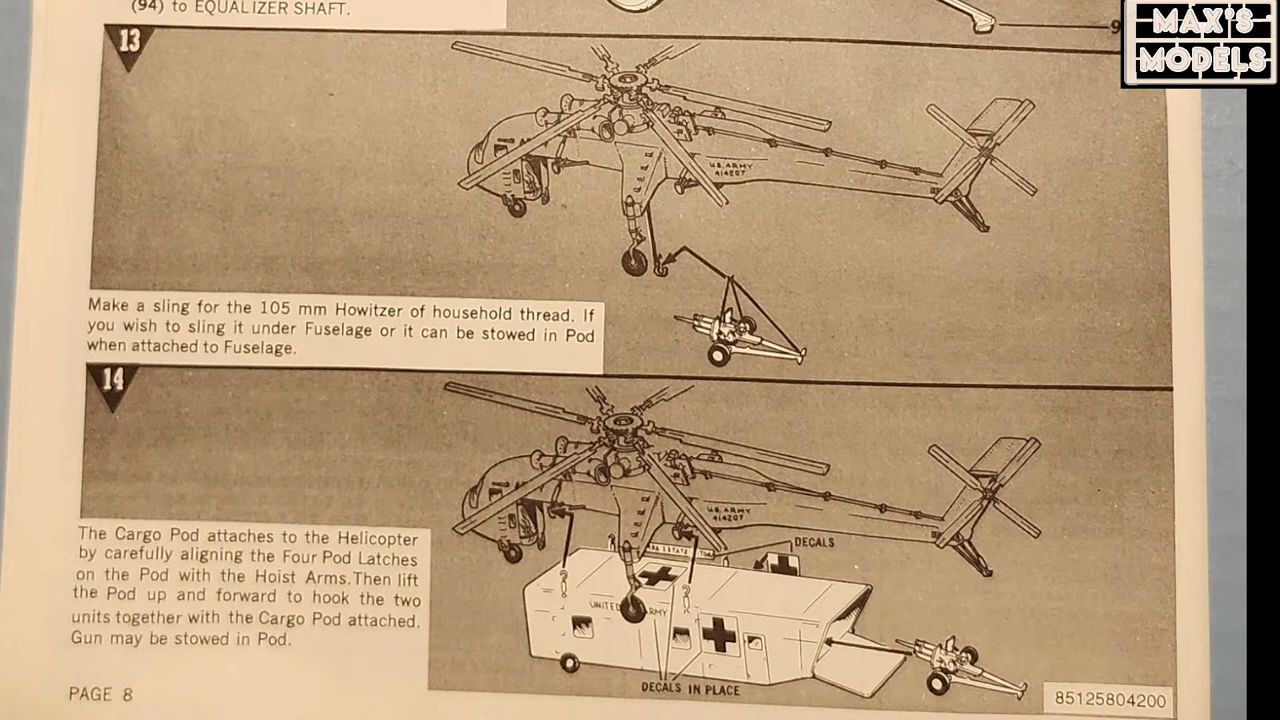 (94) to EQUALIZER SHAFT.
MAX'S
MODELS
13
U.S. ARMY
414207
Make a sling for the 105 mm Howitzer of household thread. If
you wish to sling it under Fuselage or it can be stowed in Pod
when attached to Fuselage.
14
U.S. ARMY
414207
DECALS
The Cargo Pod attaches to the Helicopter
by carefully aligning the Four Pod Latches
on the Pod with the Hoist Arms. Then lift
the Pod up and forward to hook the two
units together with the Cargo Pod attached.
Gun may be stowed in Pod.
UNITED ARMY
DECALS IN PLACE
PAGE 8
85125804200